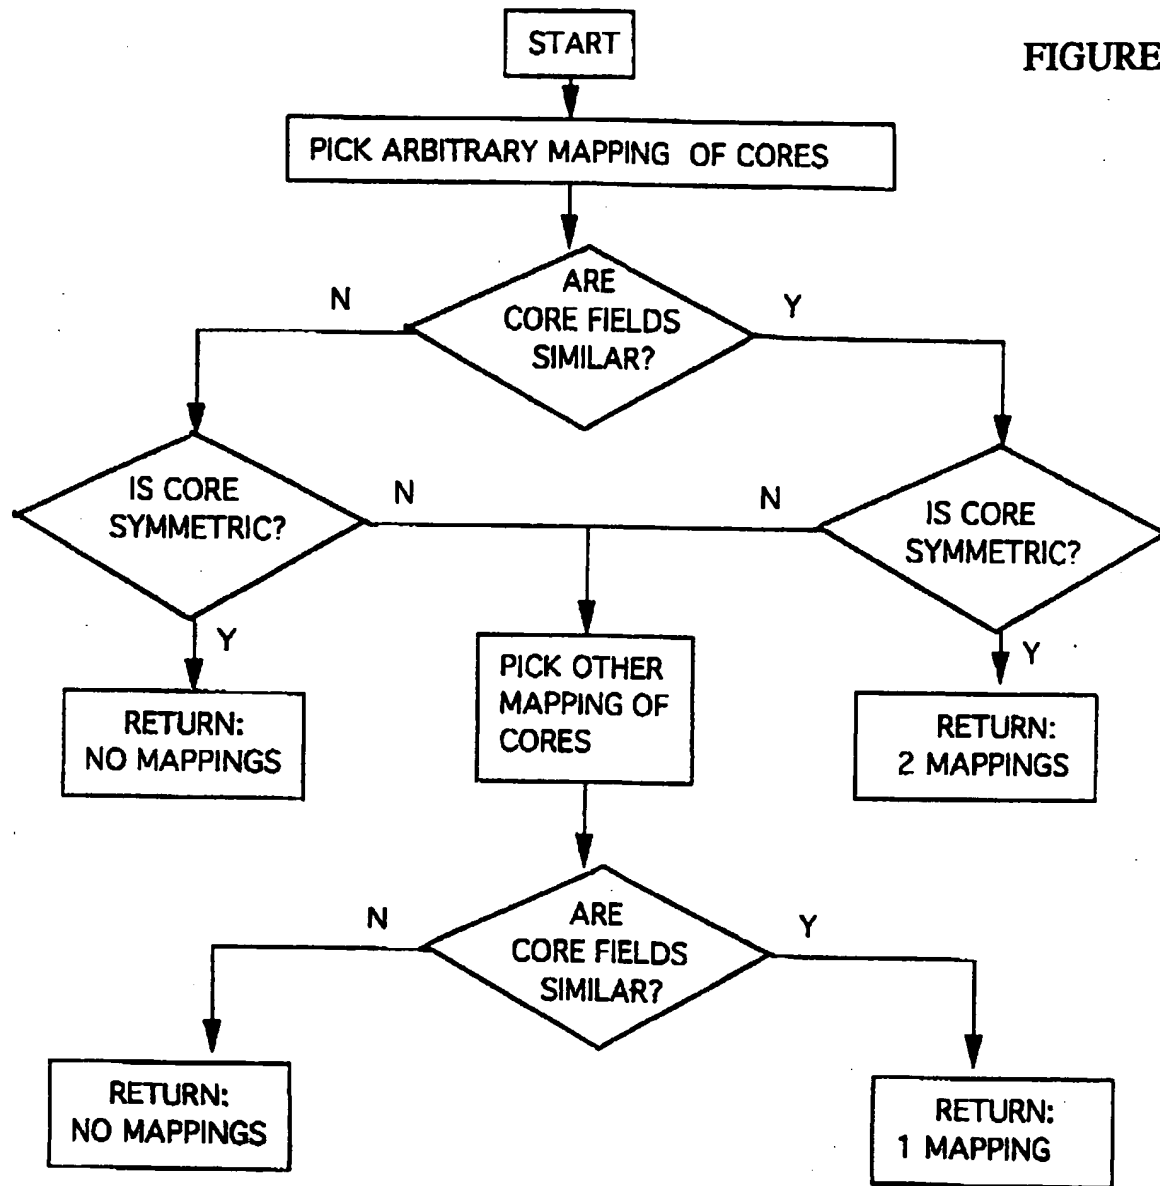 START
FIGURE
PICK ARBITRARY MAPPING OF CORES
ARE
CORE FIELDS
SIMILAR?
N
Y
IS CORE
SYMMETRIC?
N
N
IS CORE
SYMMETRIC?
Y
PICK OTHER
MAPPING OF
CORES
Y
RETURN:
NO MAPPINGS
RETURN:
2 MAPPINGS
N
ARE
CORE FIELDS
SIMILAR?
Y
RETURN:
NO MAPPINGS
RETURN:
1 MAPPING